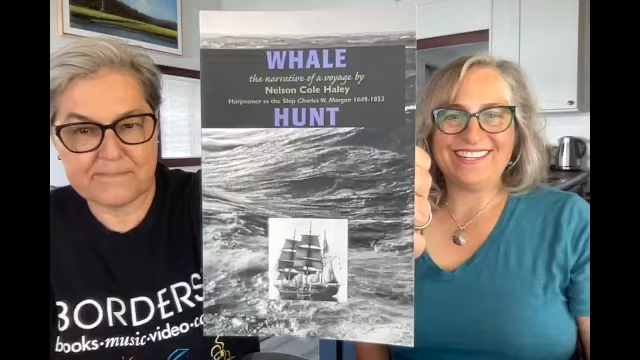 WHALE
the narrative of a voyage by
Nelson Cole Haley
Harpooner in the Ship Charles W. Morgan 1849-1853
HUNT
BORDERS
books·music·video·c